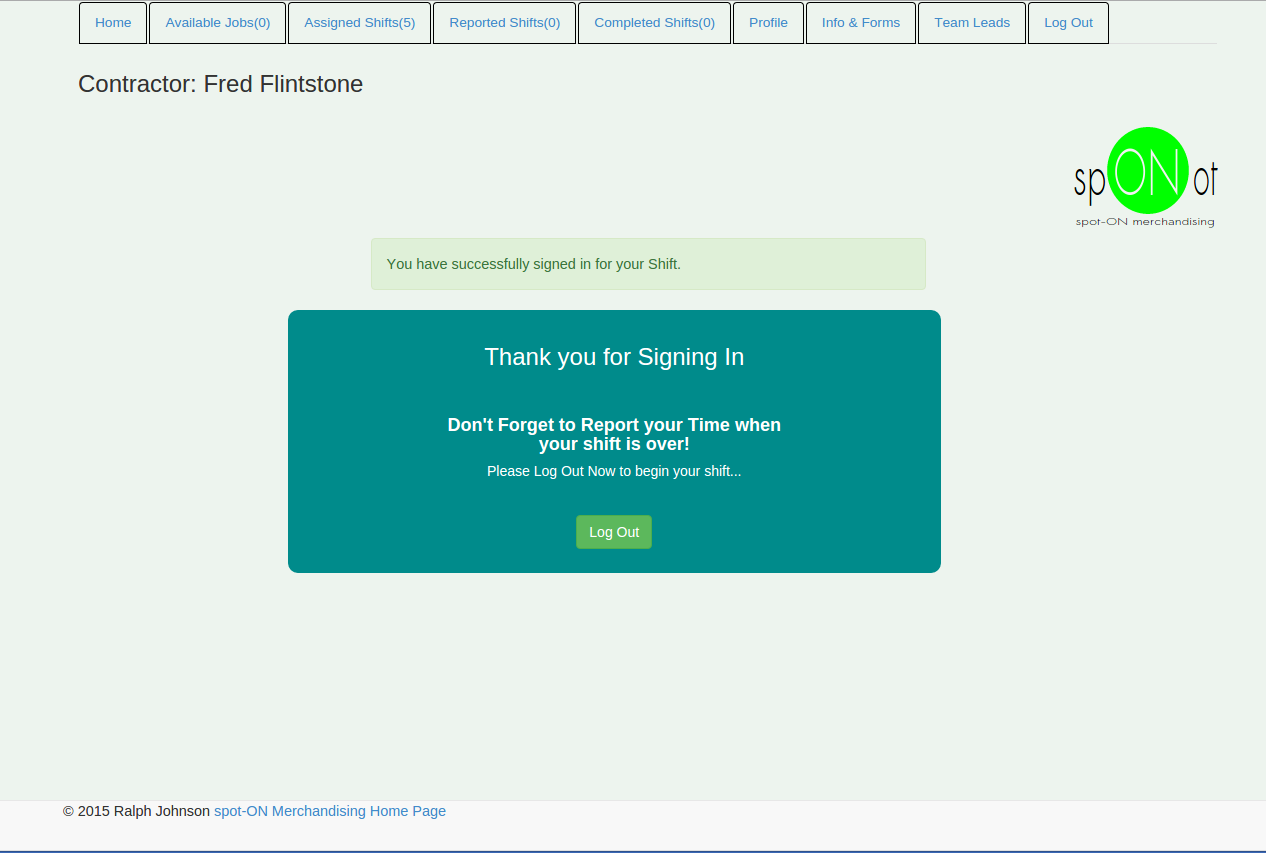 Home Available Jobs(0) Assigned Shifts(5) Reported Shifts(0) Completed Shifts(0) Profile Info & Forms Team Leads Log Out
Contractor: Fred Flintstone
spONot
spot-ON merchandising
You have successfully signed in for your Shift.
Thank you for Signing In
Don't Forget to Report your Time when
your shift is over!
Please Log Out Now to begin your shift...
Log Out
© 2015 Ralph Johnson spot-ON Merchandising Home Page